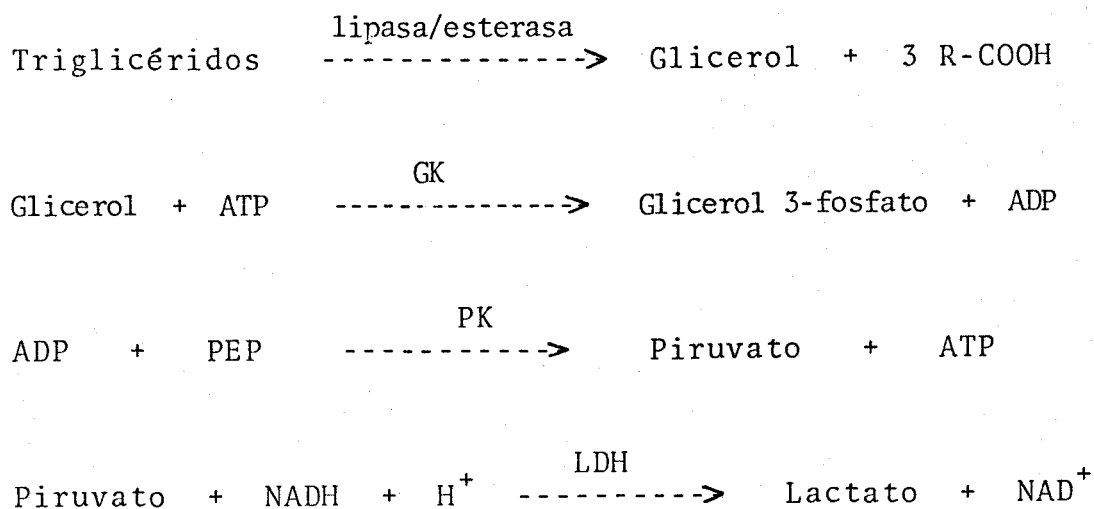 lipasa/esterasa
Triglicéridos --------------> Glicerol + 3 R-COOH
GK
Glicerol + ATP --------------> Glicerol 3-fosfato + ADP
PK
ADP + PEP -----------> Piruvato + ATP
LDH
Piruvato + NADH + H⁺ -----------> Lactato + NAD⁺